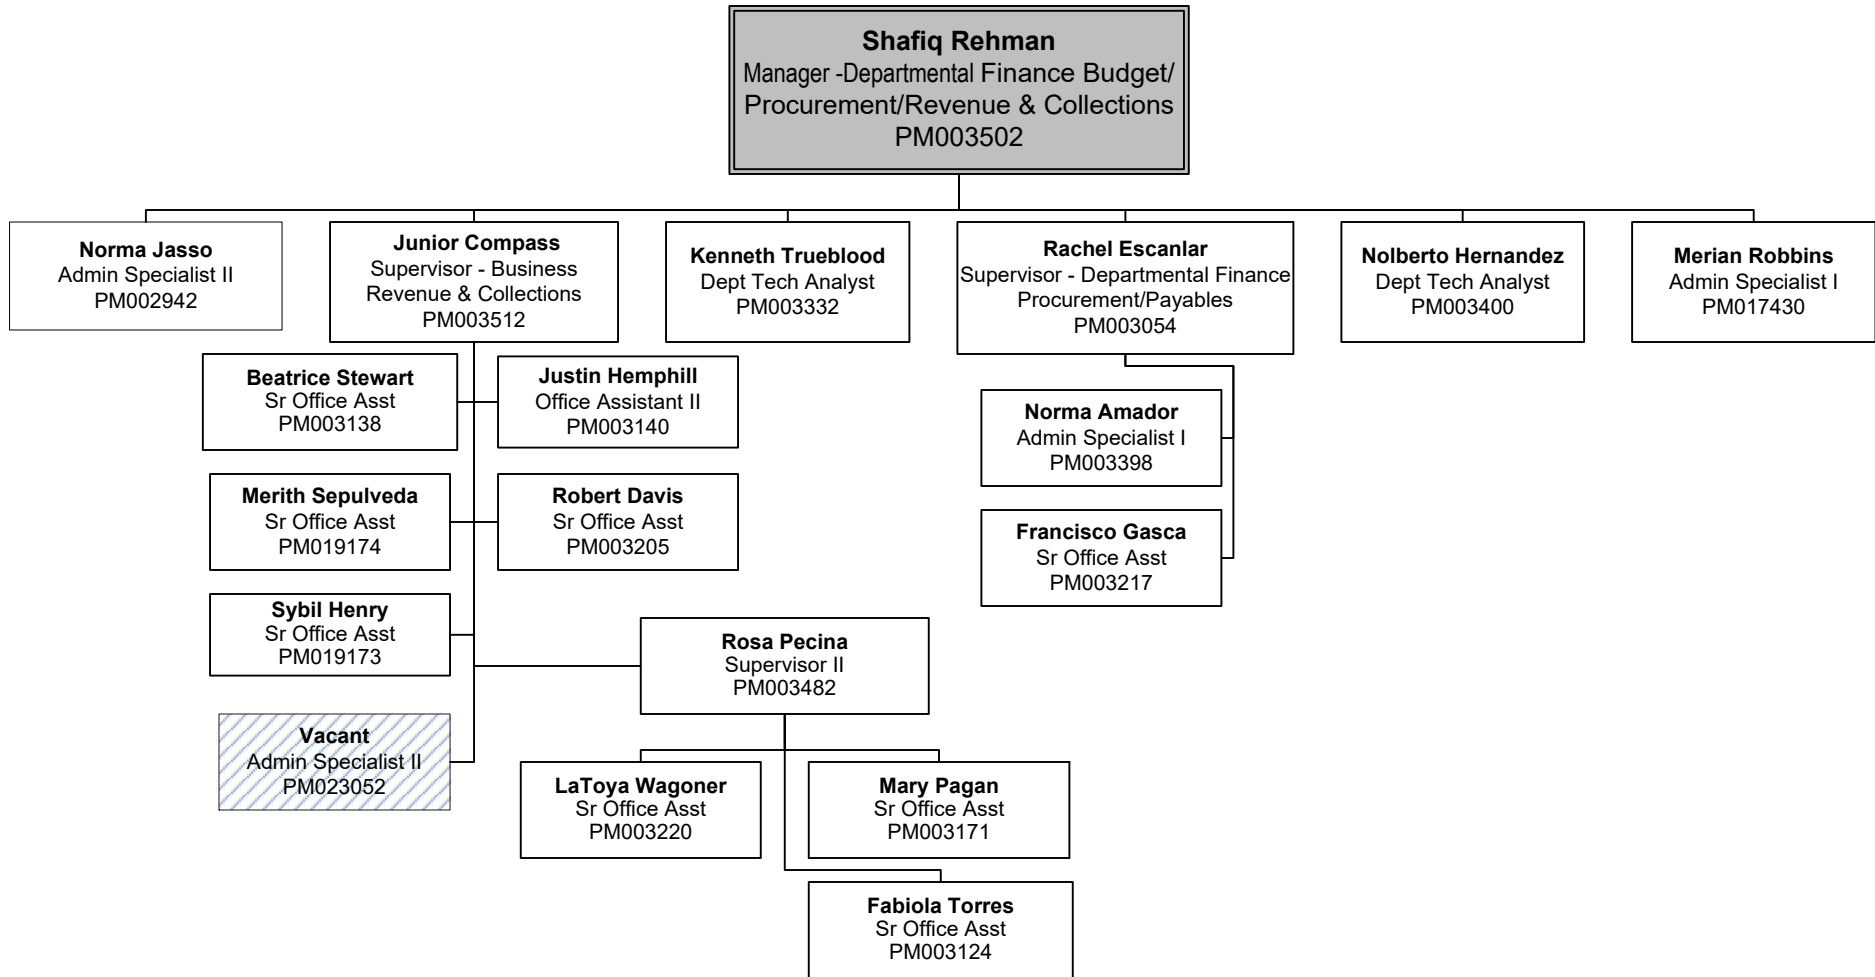 Shafiq Rehman
Manager -Departmental Finance Budget/
Procurement/Revenue & Collections
PM003502
Norma Jasso
Admin Specialist II
PM002942
Junior Compass
Supervisor - Business
Revenue & Collections
PM003512
Kenneth Trueblood
Dept Tech Analyst
PM003332
Rachel Escanlar
Supervisor - Departmental Finance
Procurement/Payables
PM003054
Nolberto Hernandez
Dept Tech Analyst
PM003400
Merian Robbins
Admin Specialist I
PM017430
Beatrice Stewart
Sr Office Asst
PM003138
Justin Hemphill
Office Assistant II
PM003140
Merith Sepulveda
Sr Office Asst
PM019174
Robert Davis
Sr Office Asst
PM003205
Sybil Henry
Sr Office Asst
PM019173
Vacant
Admin Specialist II
PM023052
Rosa Pecina
Supervisor II
PM003482
LaToya Wagoner
Sr Office Asst
PM003220
Mary Pagan
Sr Office Asst
PM003171
Fabiola Torres
Sr Office Asst
PM003124
Norma Amador
Admin Specialist I
PM003398
Francisco Gasca
Sr Office Asst
PM003217